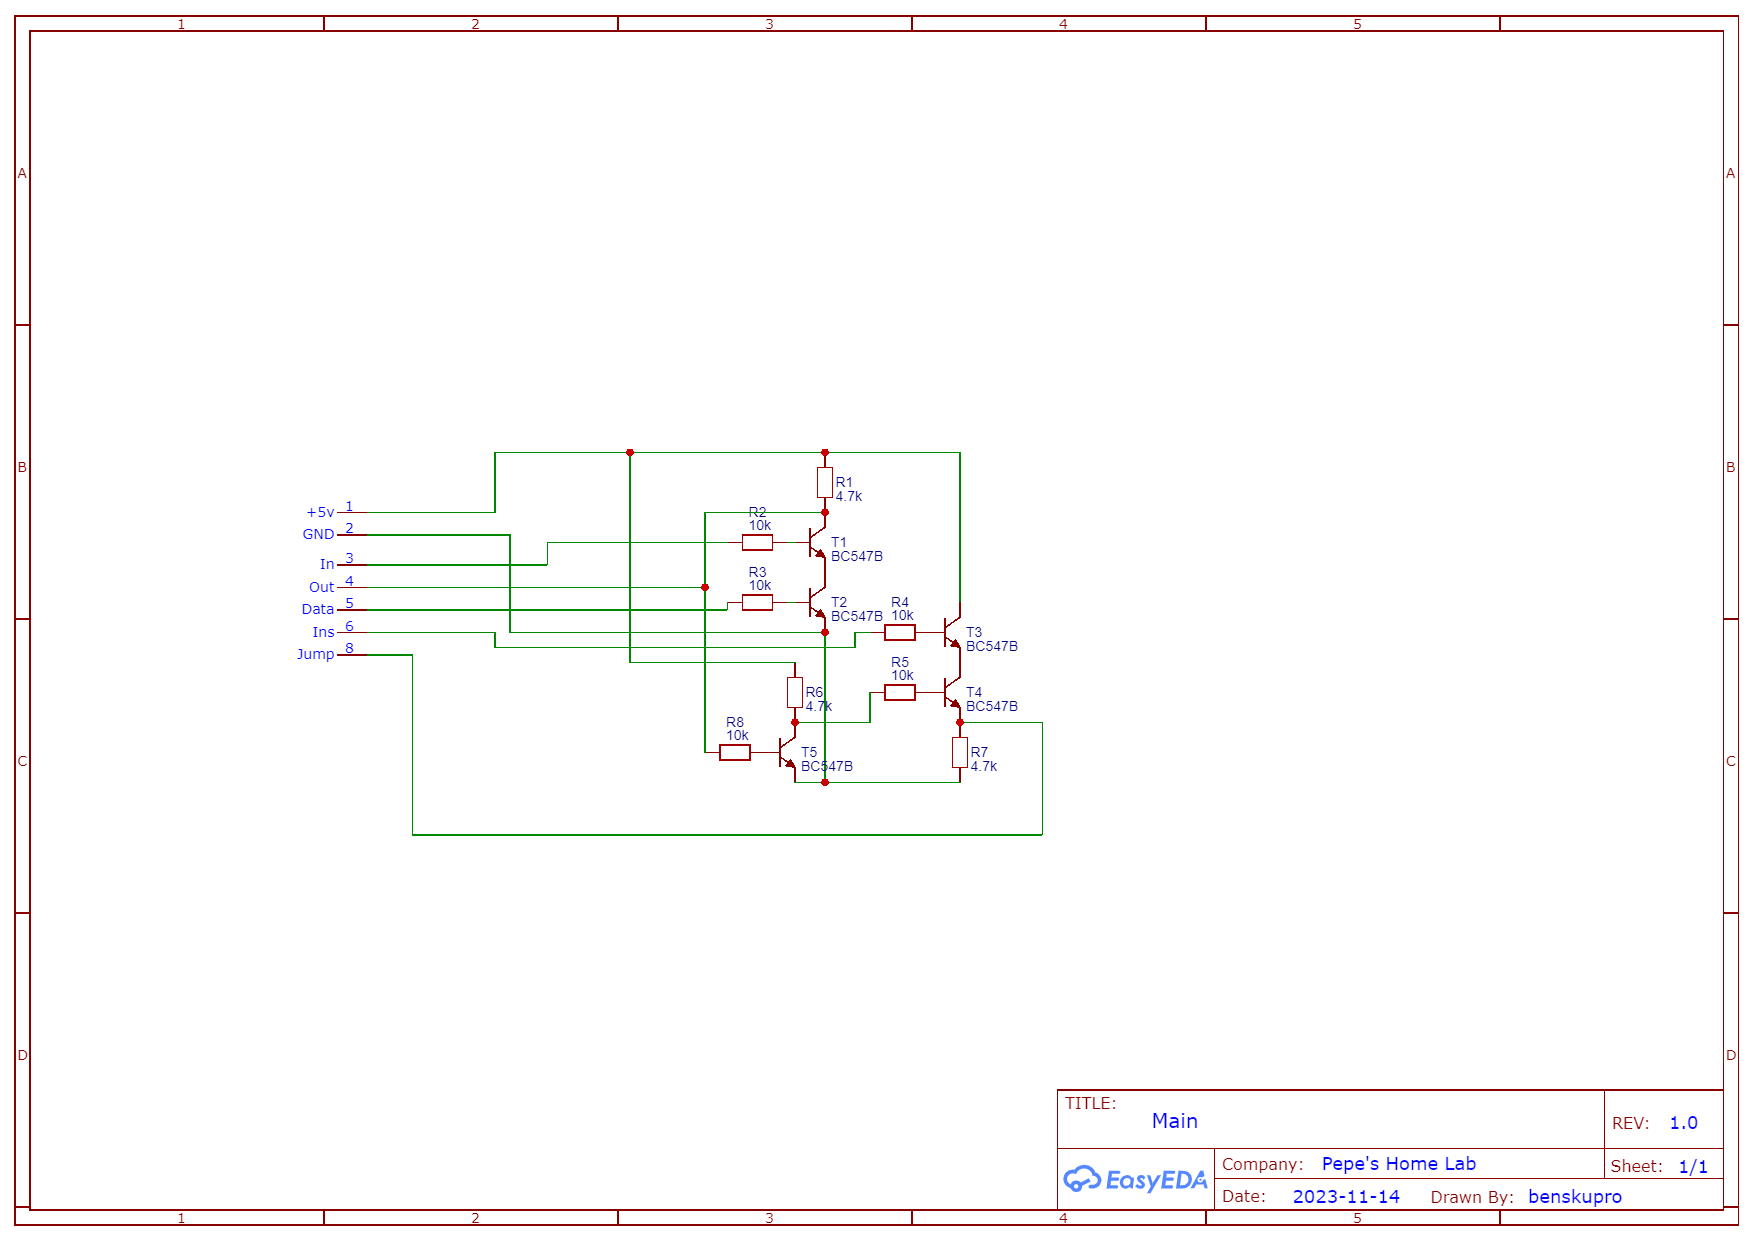 1 2 3 4 5
A A
B B
+5v 1
GND 2
In 3
Out 4
Data 5
Ins 6
Jump 8
R1
4.7k
R2
10k
T1
BC547B
R3
10k
T2
BC547B
R4
10k
T3
BC547B
R5
10k
T4
BC547B
R6
4.7k
R8
10k
T5
BC547B
R7
4.7k
C C
D D
TITLE:
Main
REV: 1.0
EasyEDA
Company: Pepe's Home Lab
Sheet: 1/1
Date: 2023-11-14 Drawn By: benskupro
1 2 3 4 5